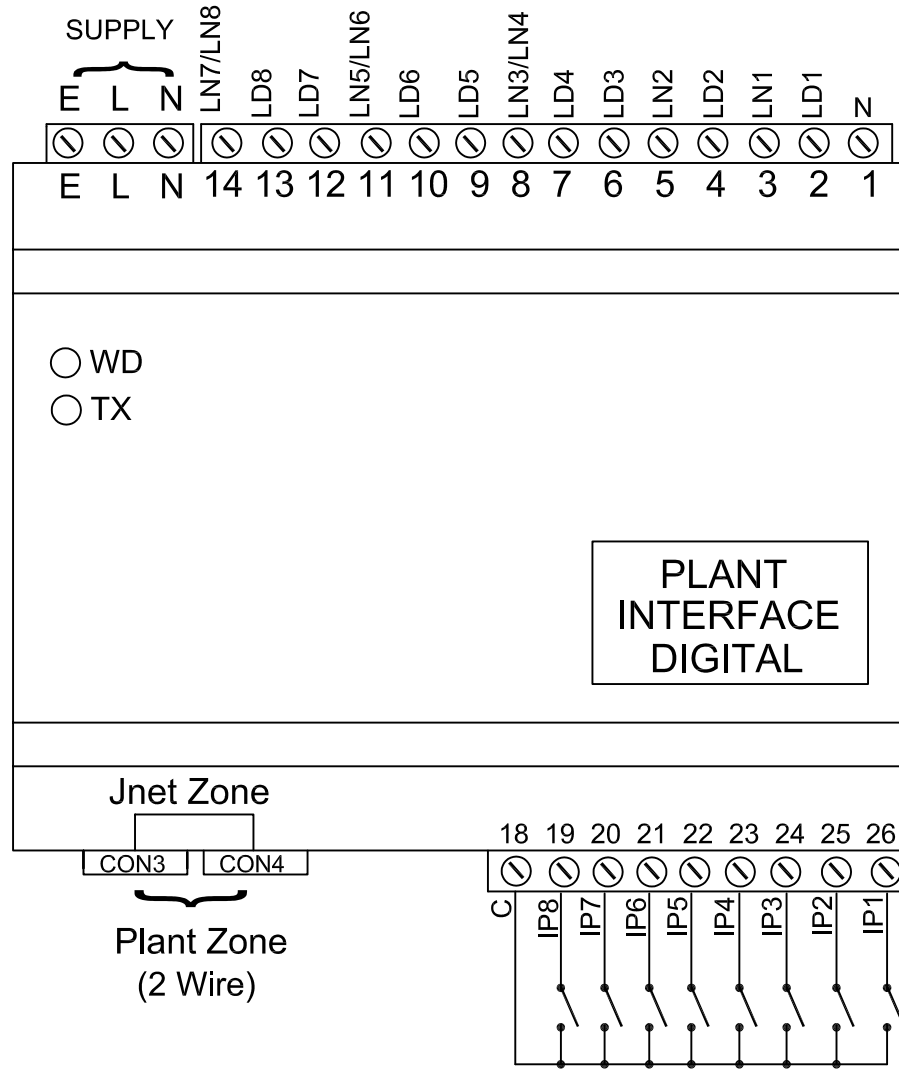 SUPPLY
E L N LN7/LN8 LD8 LD7 LN5/LN6 LD6 LD5 LN3/LN4 LD4 LD3 LN2 LD2 LN1 LD1 N
E L N 14 13 12 11 10 9 8 7 6 5 4 3 2 1
WD
TX
PLANT
INTERFACE
DIGITAL
Jnet Zone
18 19 20 21 22 23 24 25 26
CON3 CON4
C IP8 IP7 IP6 IP5 IP4 IP3 IP2 IP1
Plant Zone
(2 Wire)